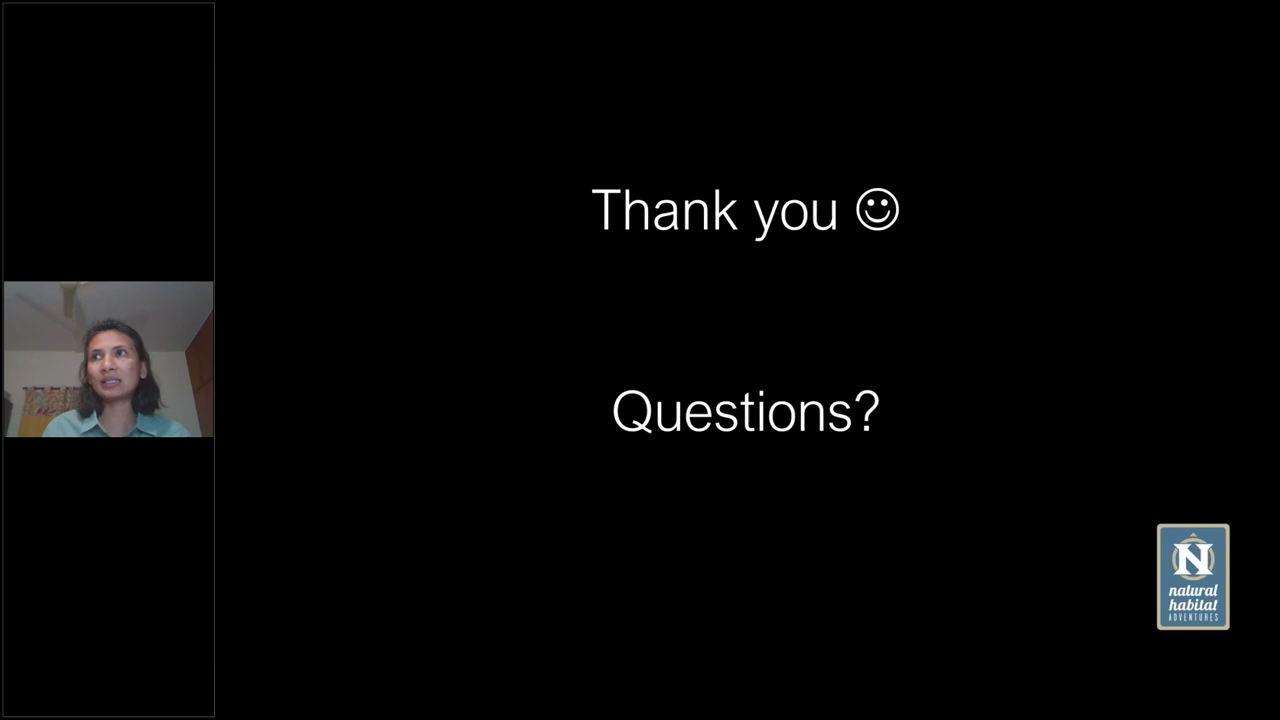 Thank you ☺
Questions?
N
natural
habitat
ADVENTURES